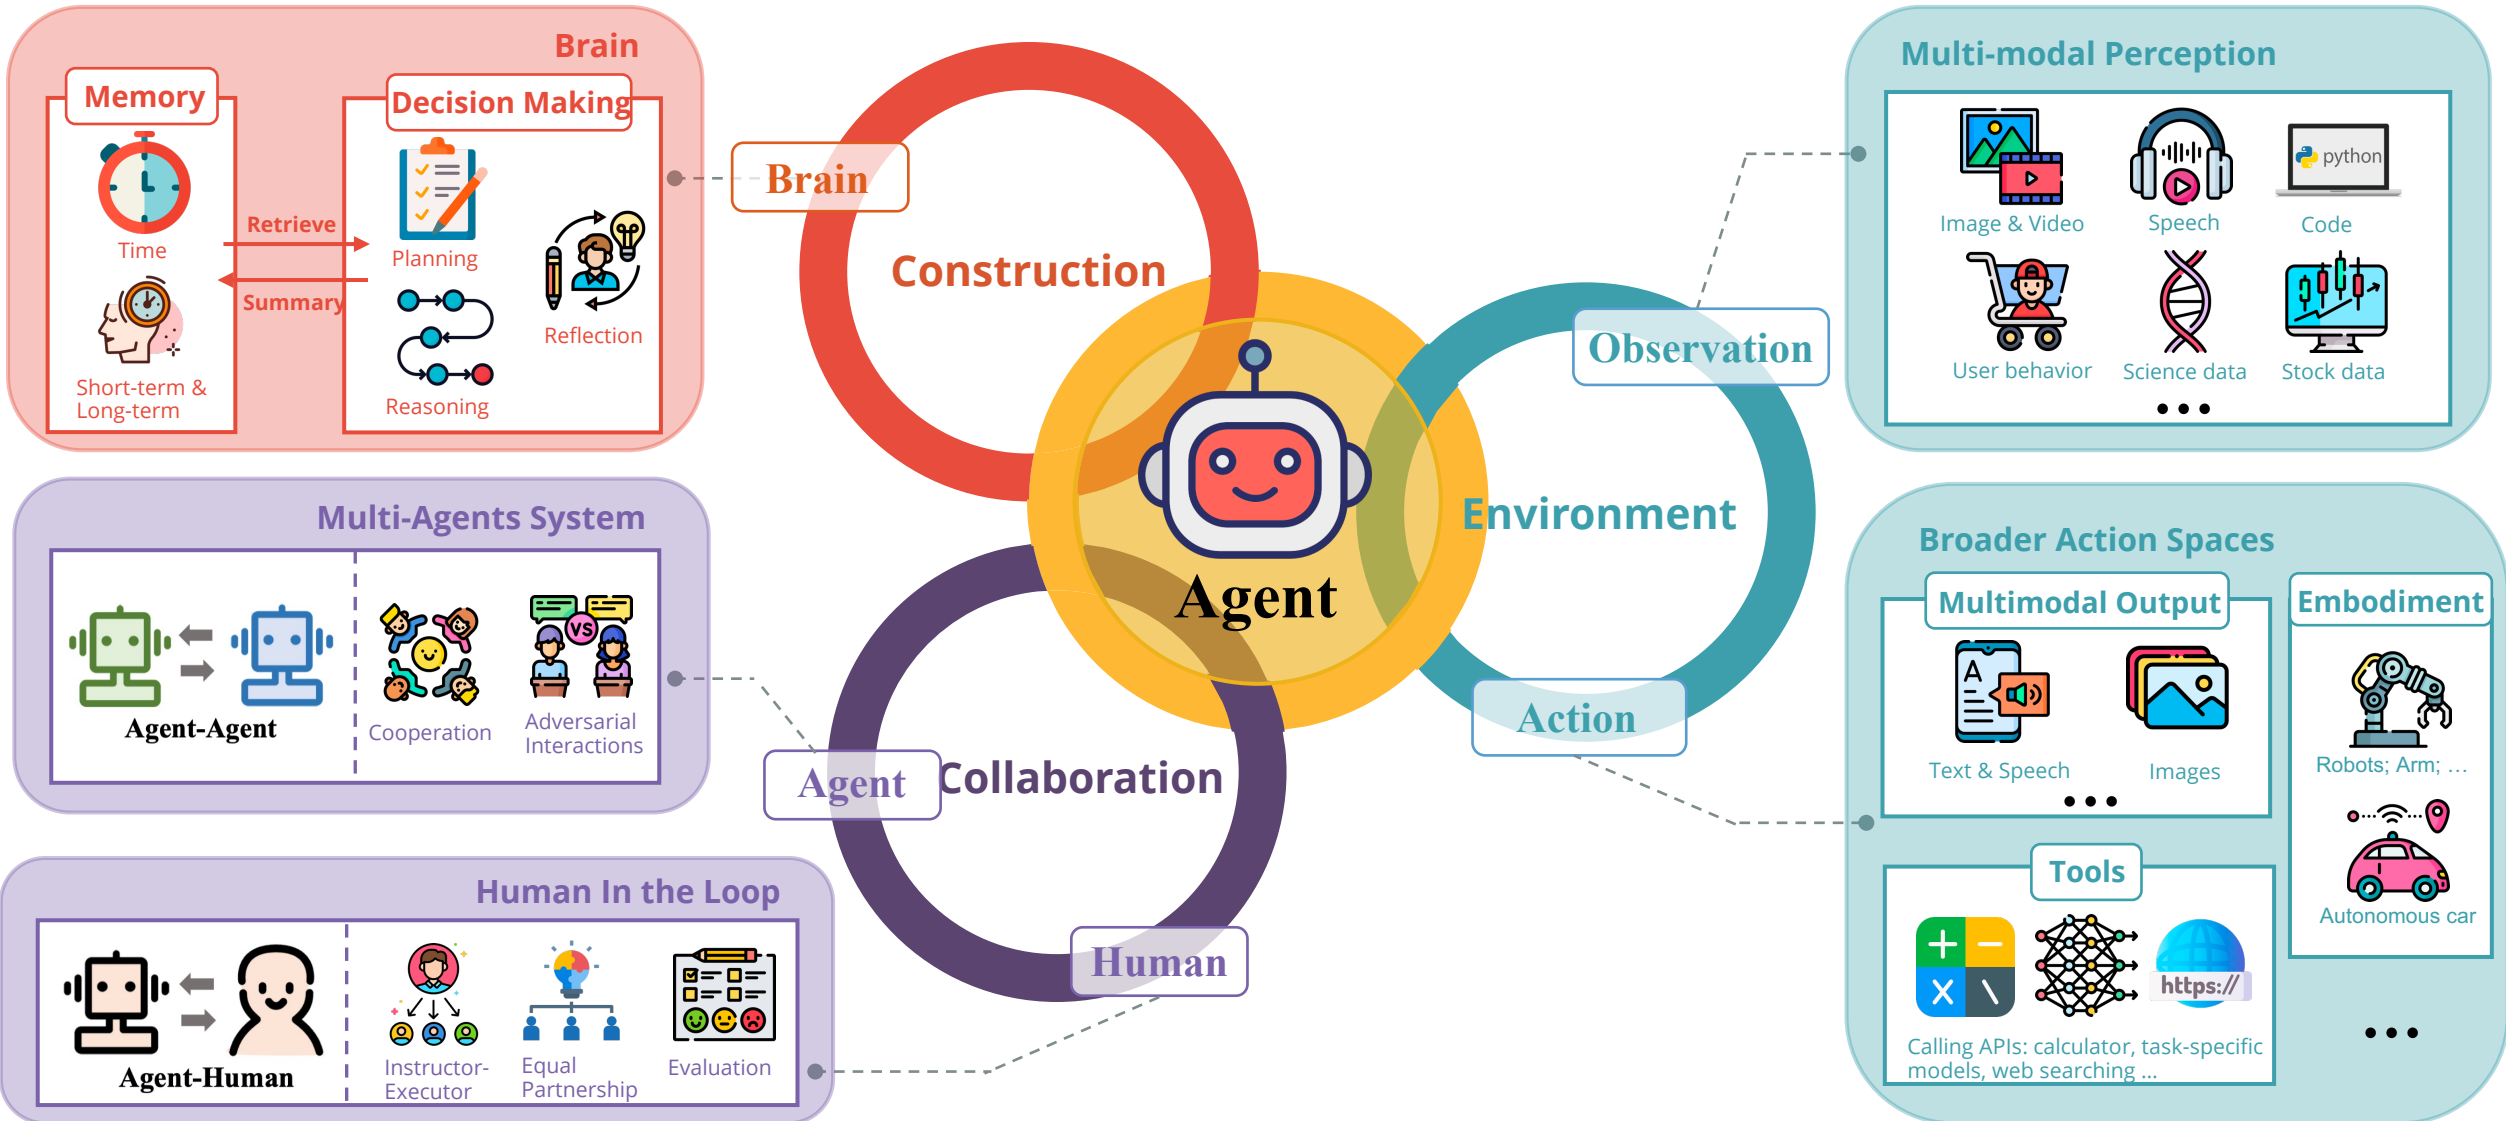 Brain
Memory
Decision Making
Time
Retrieve
Summary
Short-term &
Long-term
Planning
Reasoning
Reflection
Brain
Construction
Multi-modal Perception
Image & Video
Speech
python
Code
User behavior
Science data
Stock data
...
Observation
Environment
Agent
Action
Multi-Agents System
Agent-Agent
Cooperation
VS
Adversarial
Interactions
Agent
Collaboration
Human
Human In the Loop
Agent-Human
Instructor-
Executor
Equal
Partnership
Evaluation
Broader Action Spaces
Multimodal Output
A
Text & Speech
Images
...
Embodiment
Robots; Arm; ...
Autonomous car
...
Tools
https://
Calling APIs: calculator, task-specific
models, web searching ...